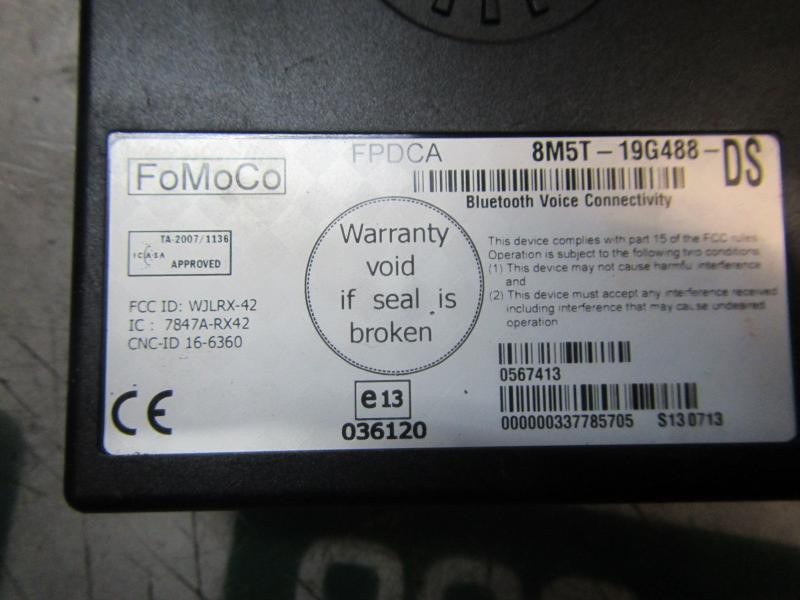 FPDCA
8M5T-19G488-DS
FoMoCo
Bluetooth Voice Connectivity
TA-2007/1136
ICASA
APPROVED
Warranty
void
if seal is
broken
This device complies with part 15 of the FCC rules
Operation is subject to the following two conditions
(1) This device may not cause harmful interference
and
(2) This device must accept any interference received
including interference that may cause undesired
operation
FCC ID: WJLRX-42
IC : 7847A-RX42
CNC-ID 16-6360
0567413
CE
e13
036120
000000337785705 S130713